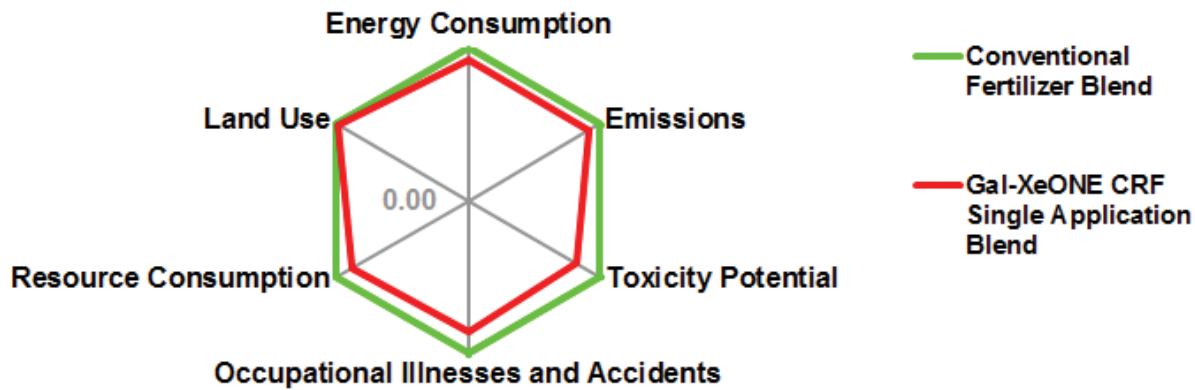 Energy Consumption
Conventional
Fertilizer Blend
Land Use
Emissions
0.00
Gal-XeONE CRF
Single Application
Blend
Resource Consumption
Toxicity Potential
Occupational Illnesses and Accidents